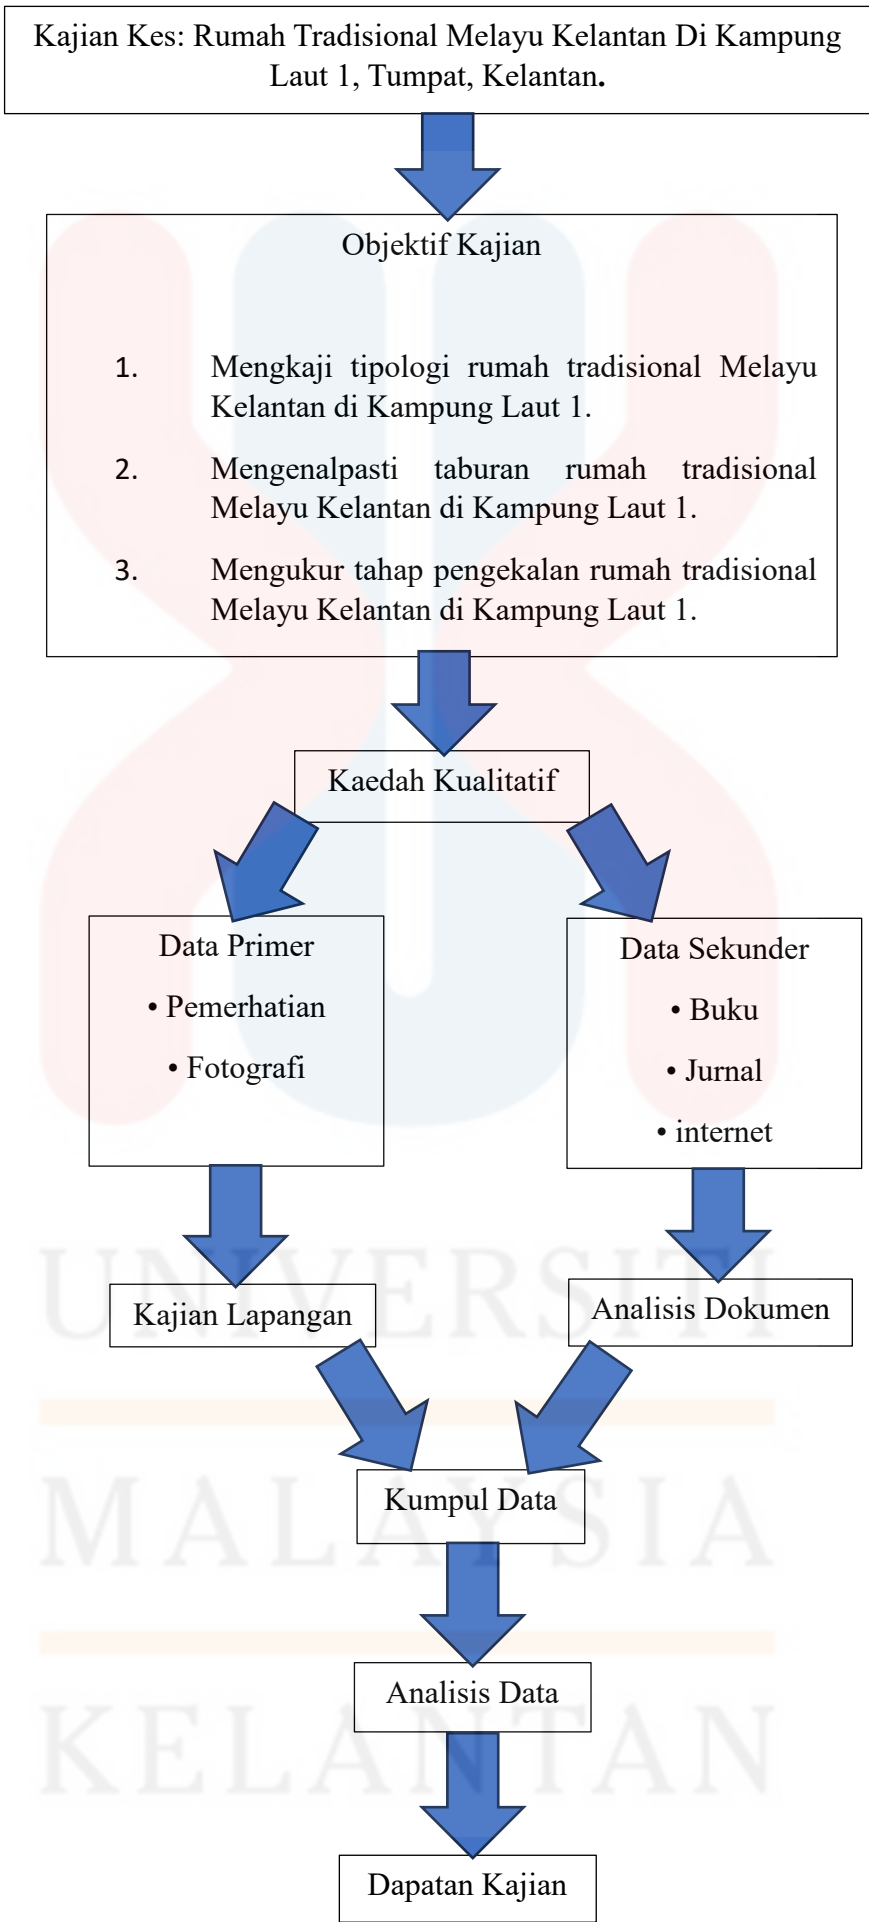 Kajian Kes: Rumah Tradisional Melayu Kelantan Di Kampung
Laut 1, Tumpat, Kelantan.
Objektif Kajian
1. Mengkaji tipologi rumah tradisional Melayu
Kelantan di Kampung Laut 1.
2. Mengenalpasti taburan rumah tradisional
Melayu Kelantan di Kampung Laut 1.
3. Mengukur tahap pengekalan rumah tradisional
Melayu Kelantan di Kampung Laut 1.
Kaedah Kualitatif
Data Primer
• Pemerhatian
• Fotografi
Data Sekunder
• Buku
• Jurnal
• internet
Kajian Lapangan
Analisis Dokumen
Kumpul Data
Analisis Data
Dapatan Kajian
UNIVERSITI
MALAYSIA
KELANTAN